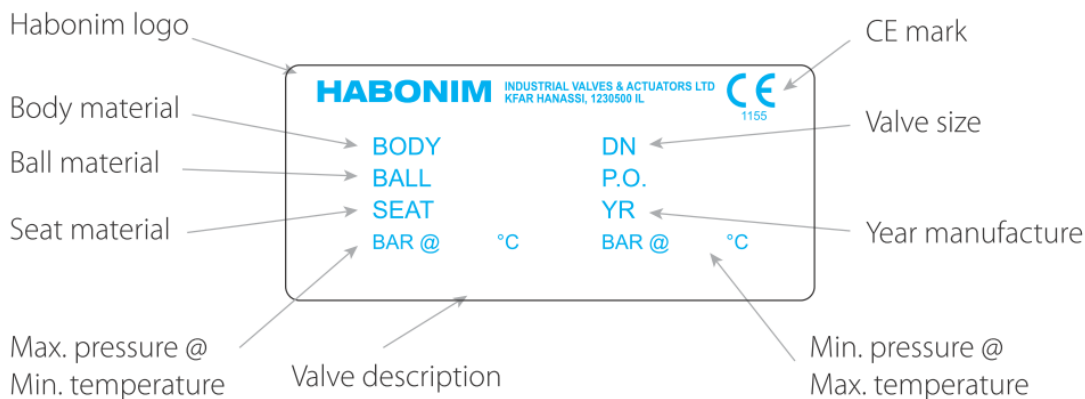 Habonim logo
CE mark
HABONIM INDUSTRIAL VALVES & ACTUATORS LTD
KFAR HANASSI, 1230500 IL
CE
1155
Body material
Valve size
BODY DN
Ball material
BALL P.O.
Seat material
SEAT YR
Year manufacture
BAR @ °C BAR @ °C
Max. pressure @
Min. temperature
Valve description
Min. pressure @
Max. temperature